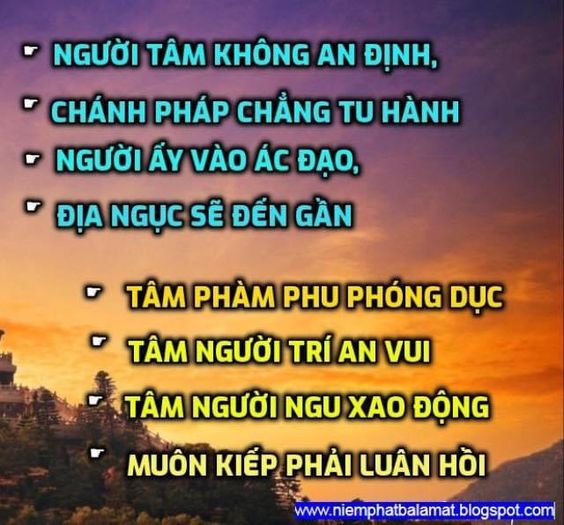 ☛ NGƯỜI TÂM KHÔNG AN ĐỊNH,
☛ CHÁNH PHÁP CHẲNG TU HÀNH
☛ NGƯỜI ẤY VÀO ÁC ĐẠO,
☛ ĐỊA NGỤC SẼ ĐẾN GẦN
☛ TÂM PHÀM PHU PHÓNG DỤC
☛ TÂM NGƯỜI TRÍ AN VUI
☛ TÂM NGƯỜI NGU XAO ĐỘNG
☛ MUÔN KIẾP PHẢI LUÂN HỒI
www.niemphatbalamat.blogspot.com